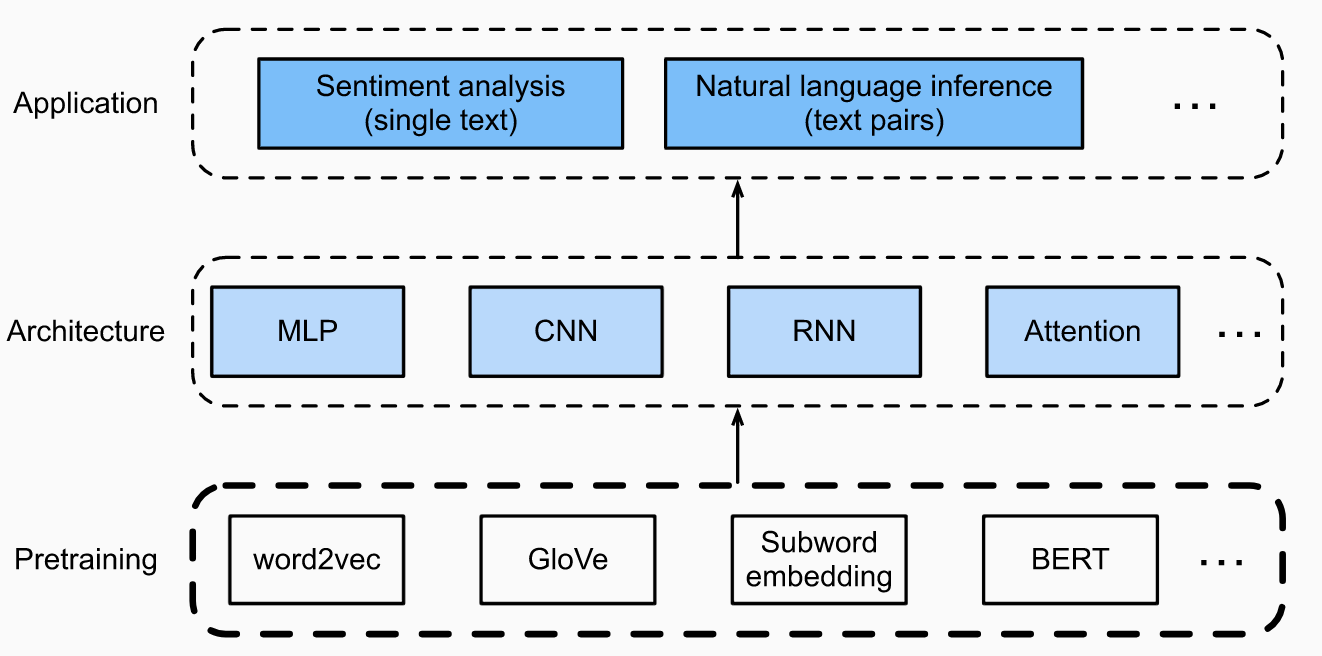 Application
Sentiment analysis
(single text)
Natural language inference
(text pairs)
...
Architecture
MLP
CNN
RNN
Attention
...
Pretraining
word2vec
GloVe
Subword
embedding
BERT
...